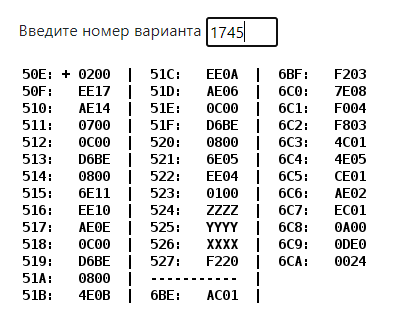 Введите номер варианта 1745
50E: + 0200 | 51C: EE0A | 6BF: F203
50F: EE17 | 51D: AE06 | 6C0: 7E08
510: AE14 | 51E: 0C00 | 6C1: F004
511: 0700 | 51F: D6BE | 6C2: F803
512: 0C00 | 520: 0800 | 6C3: 4C01
513: D6BE | 521: 6E05 | 6C4: 4E05
514: 0800 | 522: EE04 | 6C5: CE01
515: 6E11 | 523: 0100 | 6C6: AE02
516: EE10 | 524: ZZZZ | 6C7: EC01
517: AE0E | 525: YYYY | 6C8: 0A00
518: 0C00 | 526: XXXX | 6C9: 0DE0
519: D6BE | 527: F220 | 6CA: 0024
51A: 0800 | ----------- |
51B: 4E0B | 6BE: AC01 |